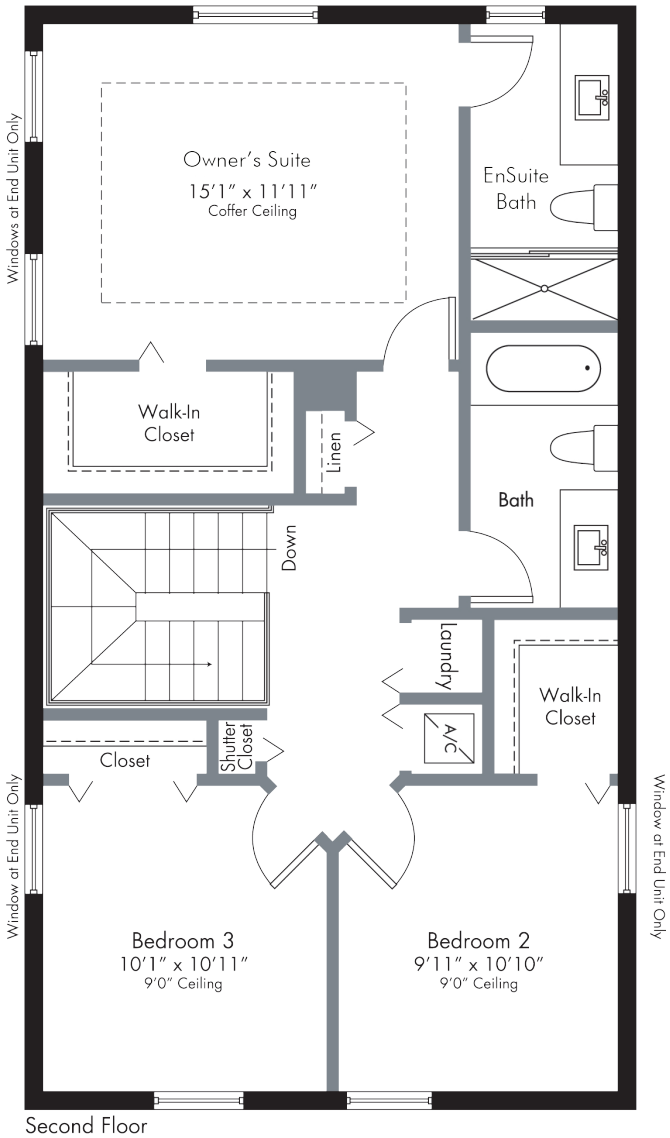 Windows at End Unit Only
Owner's Suite
15'1" x 11'11"
Coffer Ceiling
EnSuite
Bath
Walk-In
Closet
Linen
Bath
Down
Laundry
Walk-In
Closet
A/C
Shutter
Closet
Closet
Window at End Unit Only
Window at End Unit Only
Bedroom 3
10'1" x 10'11"
9'0" Ceiling
Bedroom 2
9'11" x 10'10"
9'0" Ceiling
Second Floor